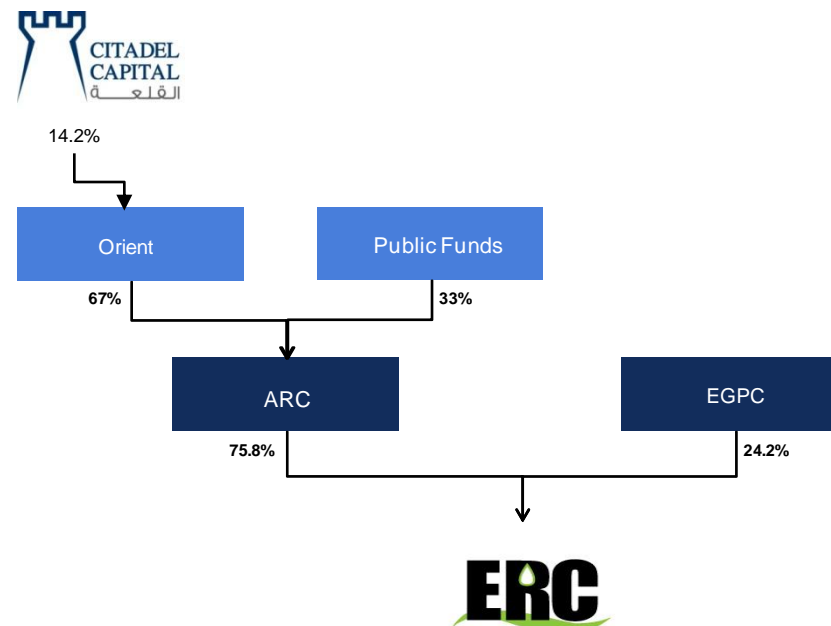 CITADEL
CAPITAL
القلعة
14.2%
Orient
Public Funds
67%
33%
ARC
EGPC
75.8%
24.2%
ERC